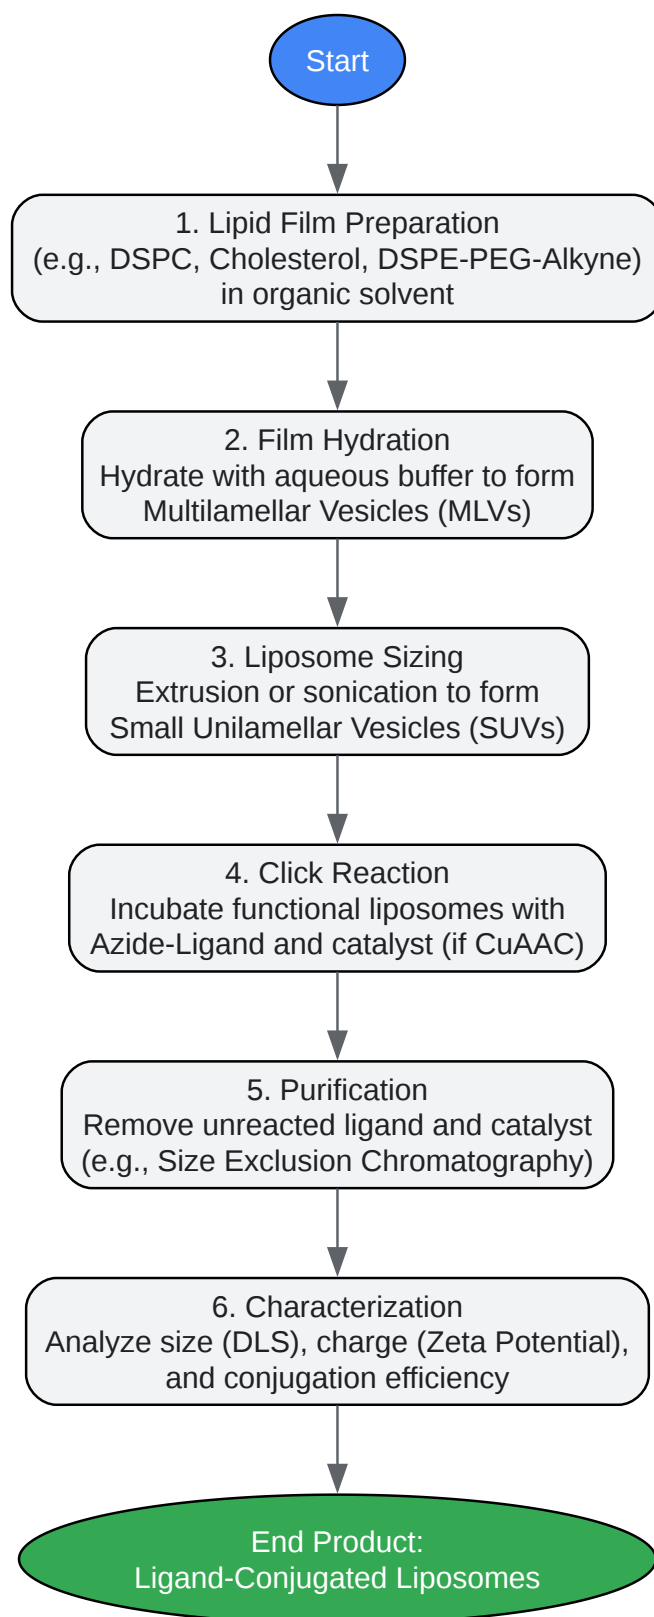 Start
1. Lipid Film Preparation
(e.g., DSPC, Cholesterol, DSPE-PEG-Alkyne)
in organic solvent
2. Film Hydration
Hydrate with aqueous buffer to form
Multilamellar Vesicles (MLVs)
3. Liposome Sizing
Extrusion or sonication to form
Small Unilamellar Vesicles (SUVs)
4. Click Reaction
Incubate functional liposomes with
Azide-Ligand and catalyst (if CuAAC)
5. Purification
Remove unreacted ligand and catalyst
(e.g., Size Exclusion Chromatography)
6. Characterization
Analyze size (DLS), charge (Zeta Potential),
and conjugation efficiency
End Product:
Ligand-Conjugated Liposomes